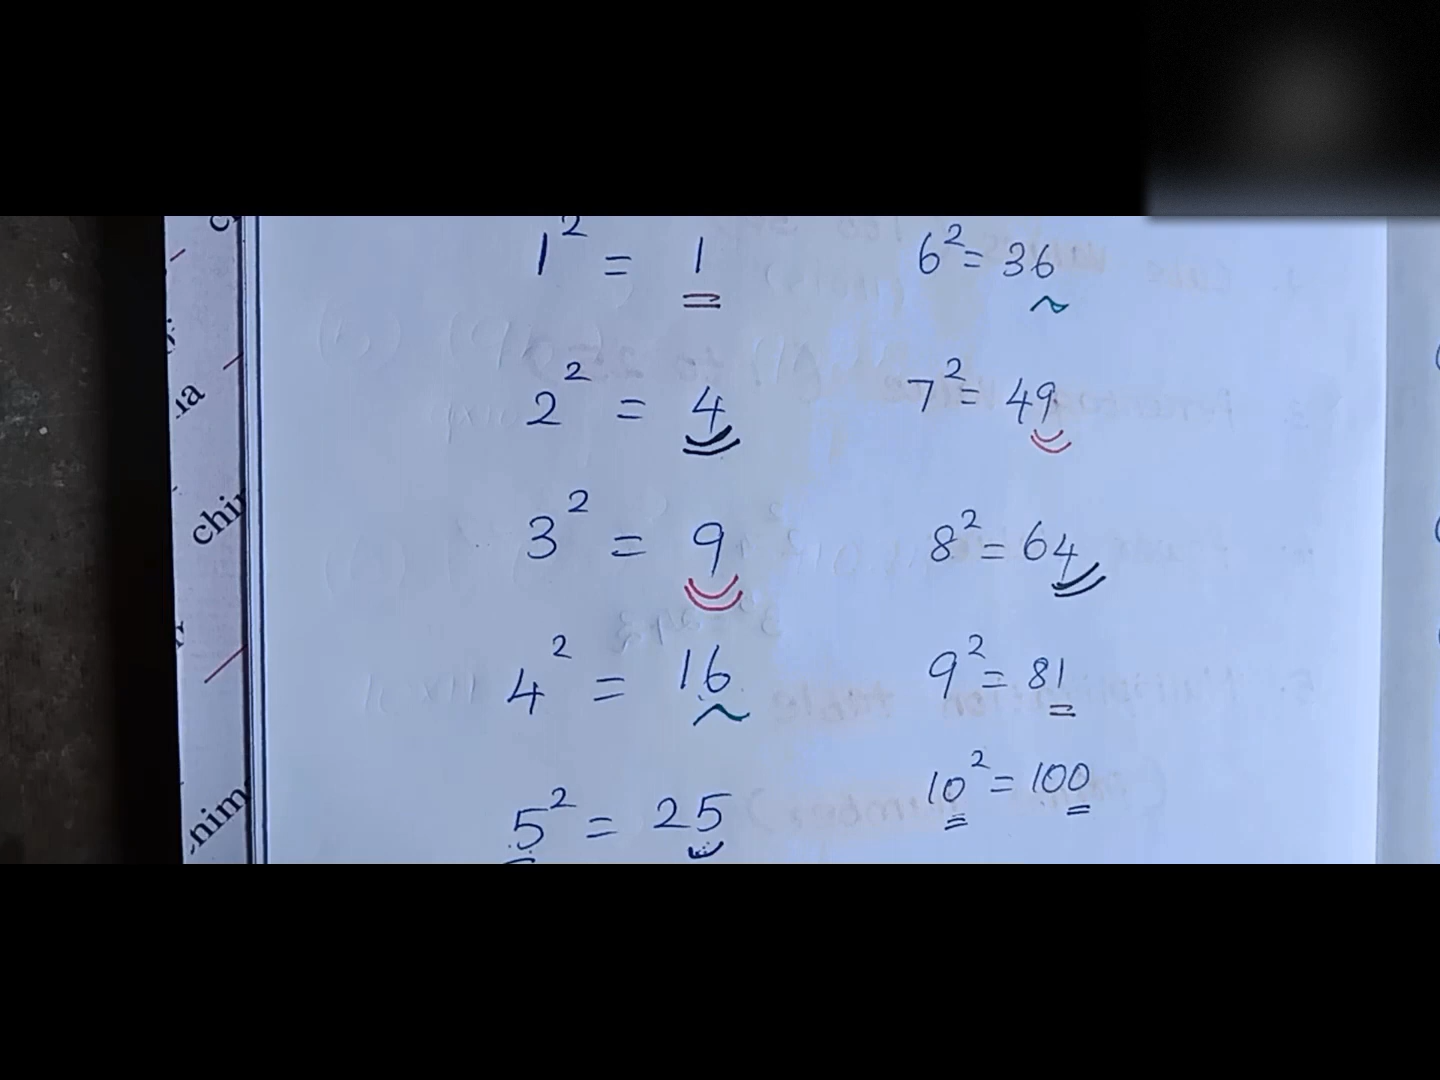 1² = 1
2² = 4
3² = 9
4² = 16
5² = 25
6² = 36
7² = 49
8² = 64
9² = 81
10² = 100